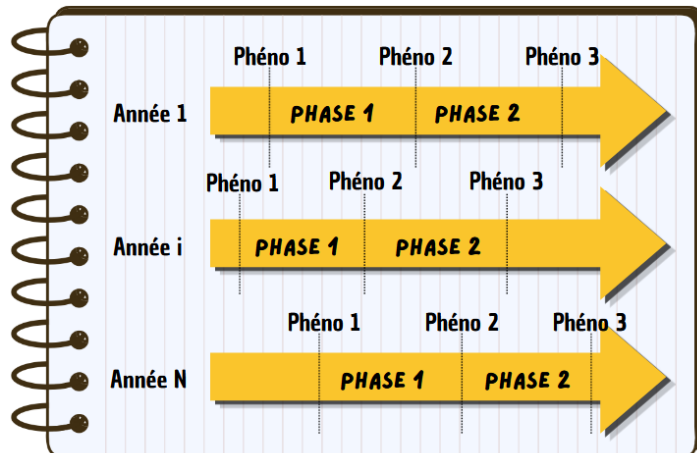 Phéno 1 Phéno 2 Phéno 3
Année 1 PHASE 1 PHASE 2
Phéno 1 Phéno 2 Phéno 3
Année i PHASE 1 PHASE 2
Phéno 1 Phéno 2 Phéno 3
Année N PHASE 1 PHASE 2